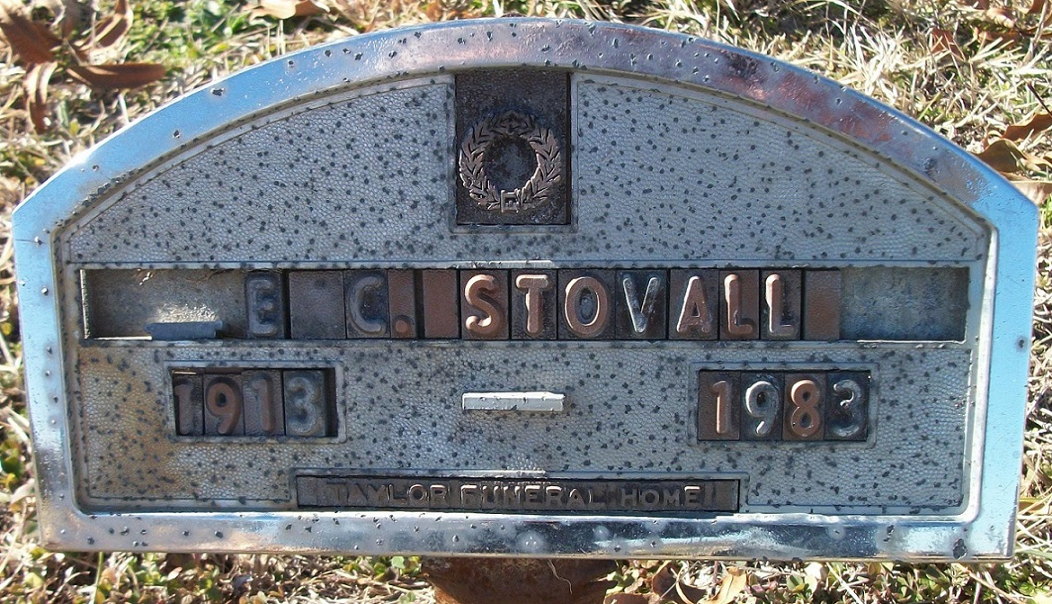 E C. STOVALL
1913 — 1983
TAYLOR FUNERAL HOME